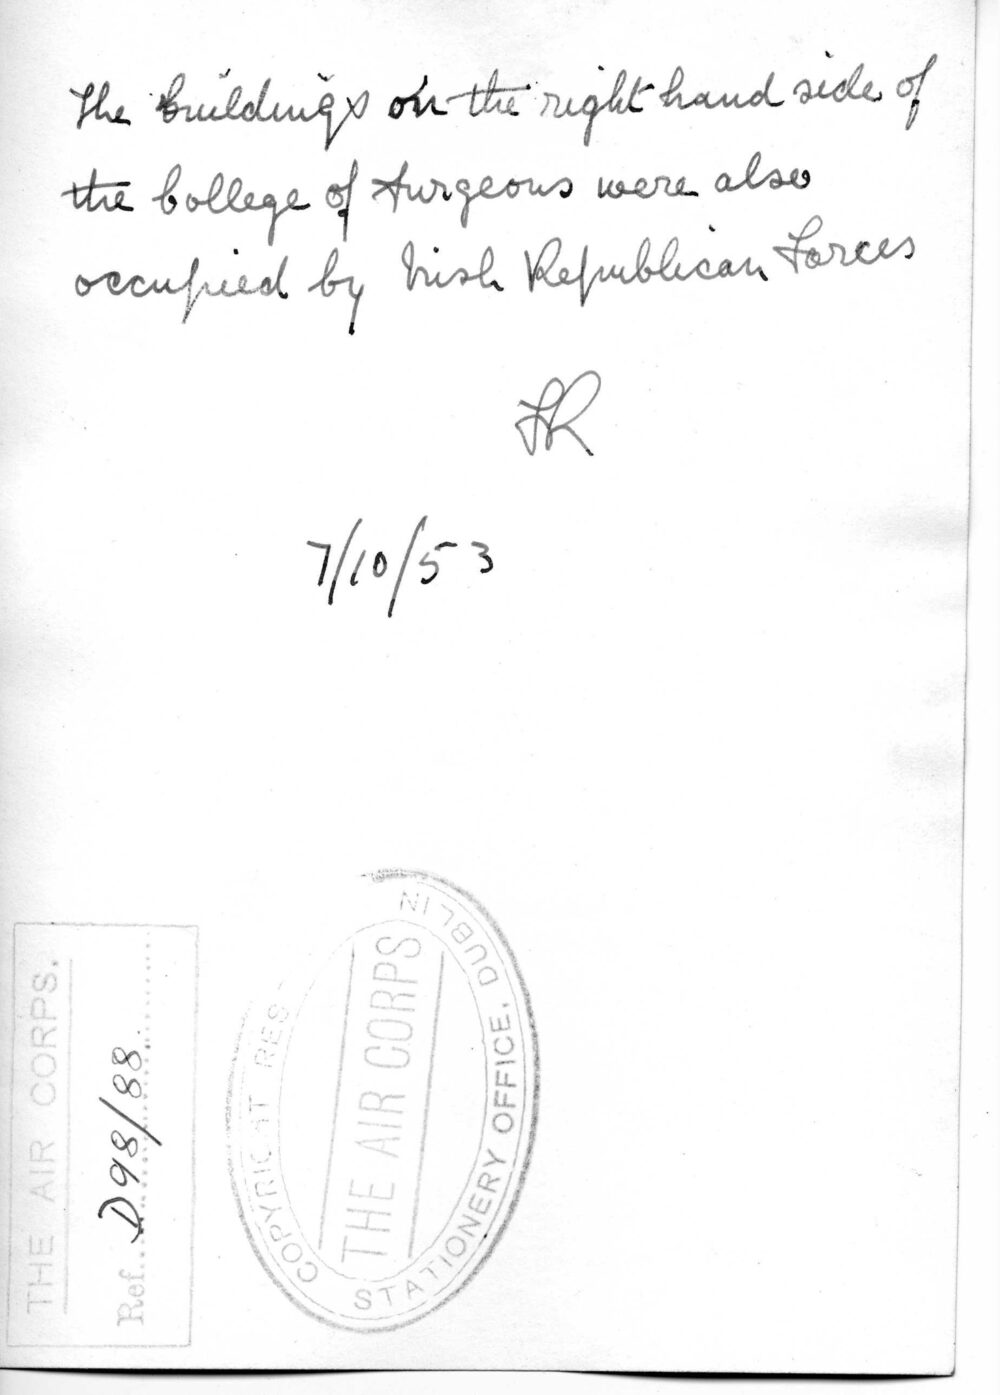 The buildings on the right hand side of
the College of Surgeons were also
occupied by Irish Republican Forces
FR
7/10/53
THE AIR CORPS.
Ref. D98/88
COPYRIGHT RES
THE AIR CORPS
STATIONERY OFFICE, DUBLIN